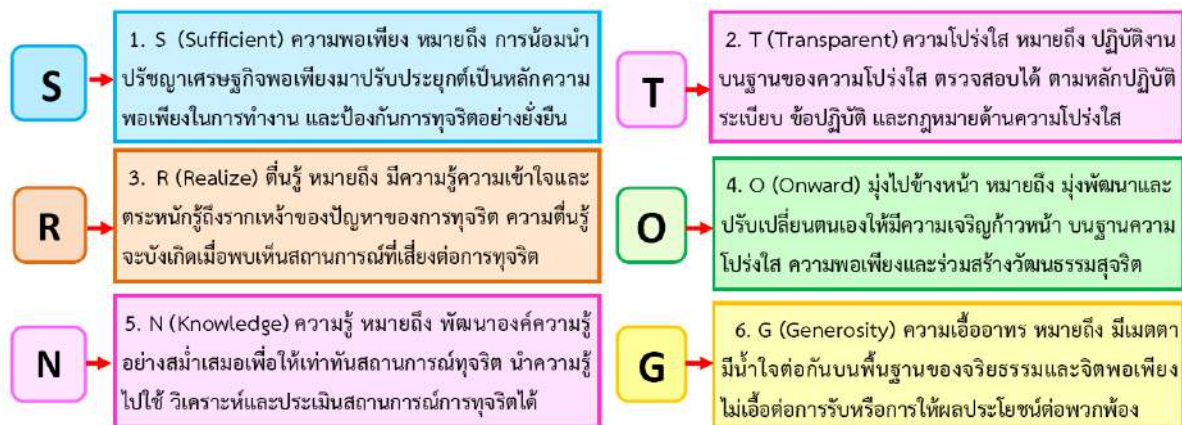 S
1. S (Sufficient) ความพอเพียง หมายถึง การน้อมนำ
ปรัชญาเศรษฐกิจพอเพียงมาปรับประยุกต์เป็นหลักความ
พอเพียงในการทำงาน และป้องกันการทุจริตอย่างยั่งยืน
T
2. T (Transparent) ความโปร่งใส หมายถึง ปฏิบัติงาน
บนฐานของความโปร่งใส ตรวจสอบได้ ตามหลักปฏิบัติ
ระเบียบ ข้อปฏิบัติ และกฎหมายด้านความโปร่งใส
R
3. R (Realize) ตื่นรู้ หมายถึง มีความรู้ความเข้าใจและ
ตระหนักรู้ถึงรากเหง้าของปัญหาของการทุจริต ความตื่นรู้
จะบังเกิดเมื่อพบเห็นสถานการณ์ที่เสี่ยงต่อการทุจริต
O
4. O (Onward) มุ่งไปข้างหน้า หมายถึง มุ่งพัฒนาและ
ปรับเปลี่ยนตนเองให้มีความเจริญก้าวหน้า บนฐานความ
โปร่งใส ความพอเพียงและร่วมสร้างวัฒนธรรมสุจริต
N
5. N (Knowledge) ความรู้ หมายถึง พัฒนาองค์ความรู้
อย่างสม่ำเสมอเพื่อให้เท่าทันสถานการณ์ทุจริต นำความรู้
ไปใช้ วิเคราะห์และประเมินสถานการณ์การทุจริตได้
G
6. G (Generosity) ความเอื้ออาทร หมายถึง มีเมตตา
มีน้ำใจต่อกันบนพื้นฐานของจริยธรรมและจิตพอเพียง
ไม่เอื้อต่อการรับหรือการให้ผลประโยชน์ต่อพวกพ้อง